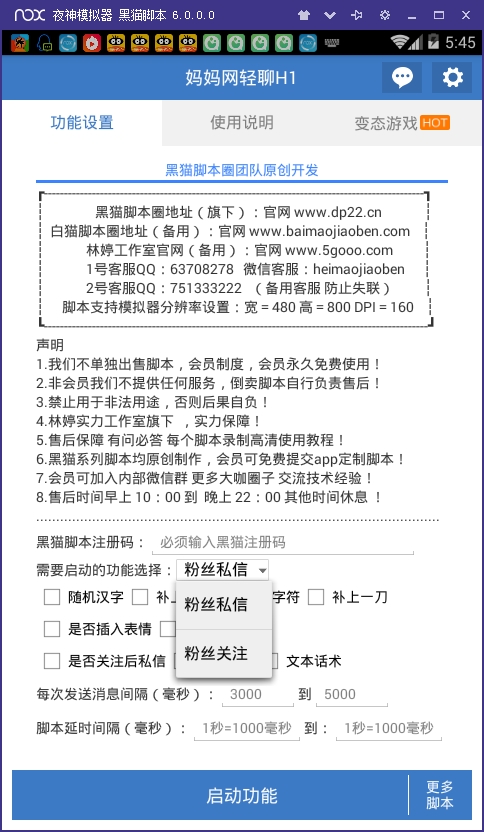 nox 夜神模拟器 黑猫脚本 6.0.0.0
5:45
妈妈网轻聊H1
功能设置 使用说明 变态游戏 HOT
黑猫脚本圈团队原创开发
黑猫脚本圈地址（旗下）：官网 www.dp22.cn
白猫脚本圈地址（备用）：官网 www.baimaojiaoben.com
林婷工作室官网（备用）：官网 www.5gooo.com
1号客服QQ：63708278 微信客服：heimaojiaoben
2号客服QQ：751333222 （备用客服 防止失联）
脚本支持模拟器分辨率设置：宽 = 480 高 = 800 DPI = 160
声明
1.我们不单独出售脚本，会员制度，会员永久免费使用！
2.非会员我们不提供任何服务，倒卖脚本自行负责售后！
3.禁止用于非法用途，否则后果自负！
4.林婷实力工作室旗下 ，实力保障！
5.售后保障 有问必答 每个脚本录制高清使用教程！
6.黑猫系列脚本均原创制作，会员可免费提交app定制脚本！
7.会员可加入内部微信群 更多大咖圈子 交流技术经验！
8.售后时间早上 10：00 到 晚上 22：00 其他时间休息 ！
黑猫脚本注册码： 必须输入黑猫注册码
需要启动的功能选择： 粉丝私信
粉丝私信
粉丝关注
随机汉字 补上 字符 补上一刀
是否插入表情
是否关注后私信 文本话术
每次发送消息间隔（毫秒）： 3000 到 5000
脚本延时间隔（毫秒）： 1秒=1000毫秒 到： 1秒=1000毫秒
启动功能 更多
脚本